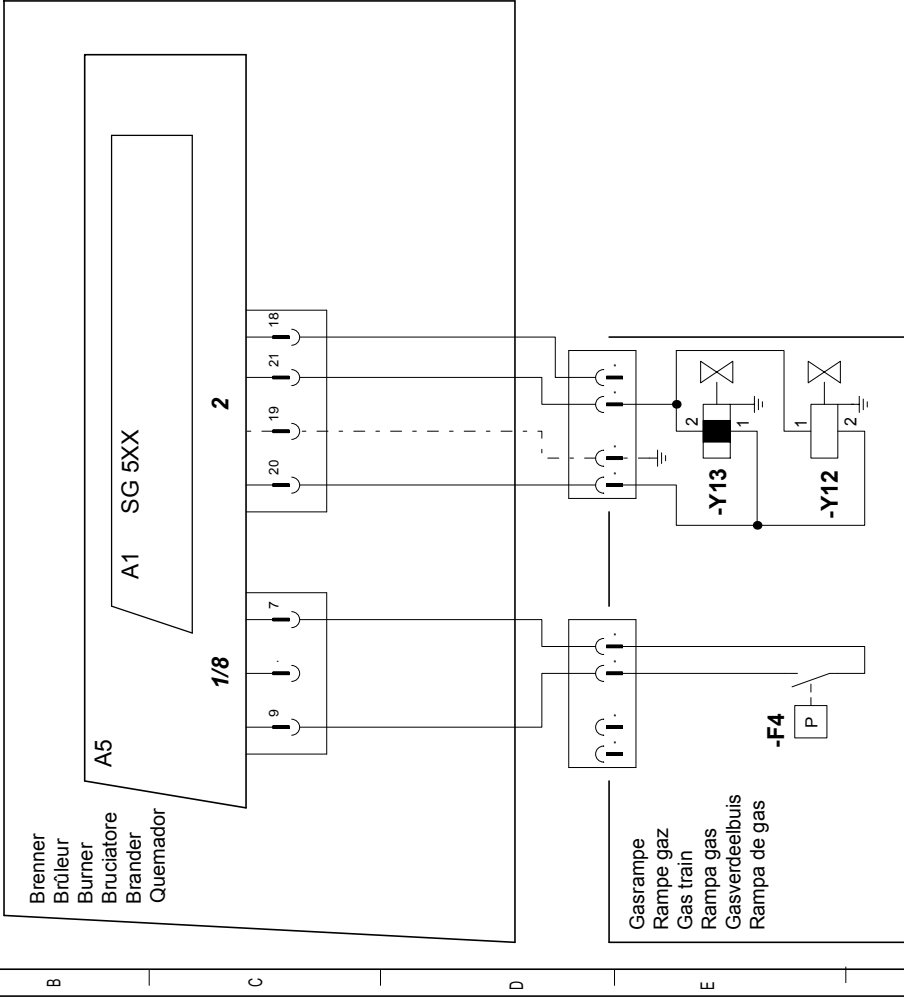 B
C
D
E
Brenner
Brûleur
Burner
Bruciatore
Brander
Quemador
A5
A1 SG 5XX
1/8
2
9
7
20
19
21
18
Gasrampe
Rampe gaz
Gas train
Rampa gas
Gasverdeelbuis
Rampa de gas
-F4
P
-Y13
2
1
-Y12
1
2